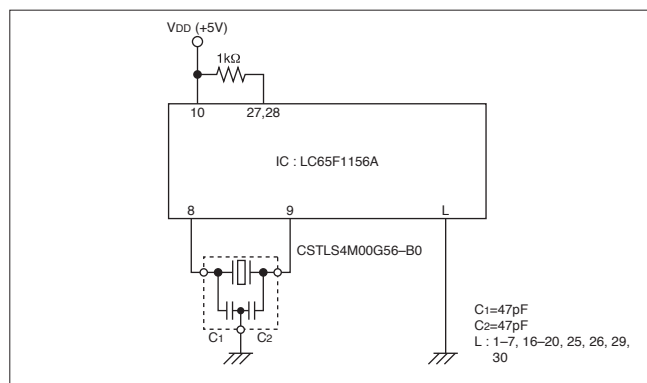 VDD (+5V)
1kΩ
10 27,28
IC : LC65F1156A
8 9 L
CSTLS4M00G56–B0
C1 C2
C1=47pF
C2=47pF
L : 1–7, 16–20, 25, 26, 29,
30